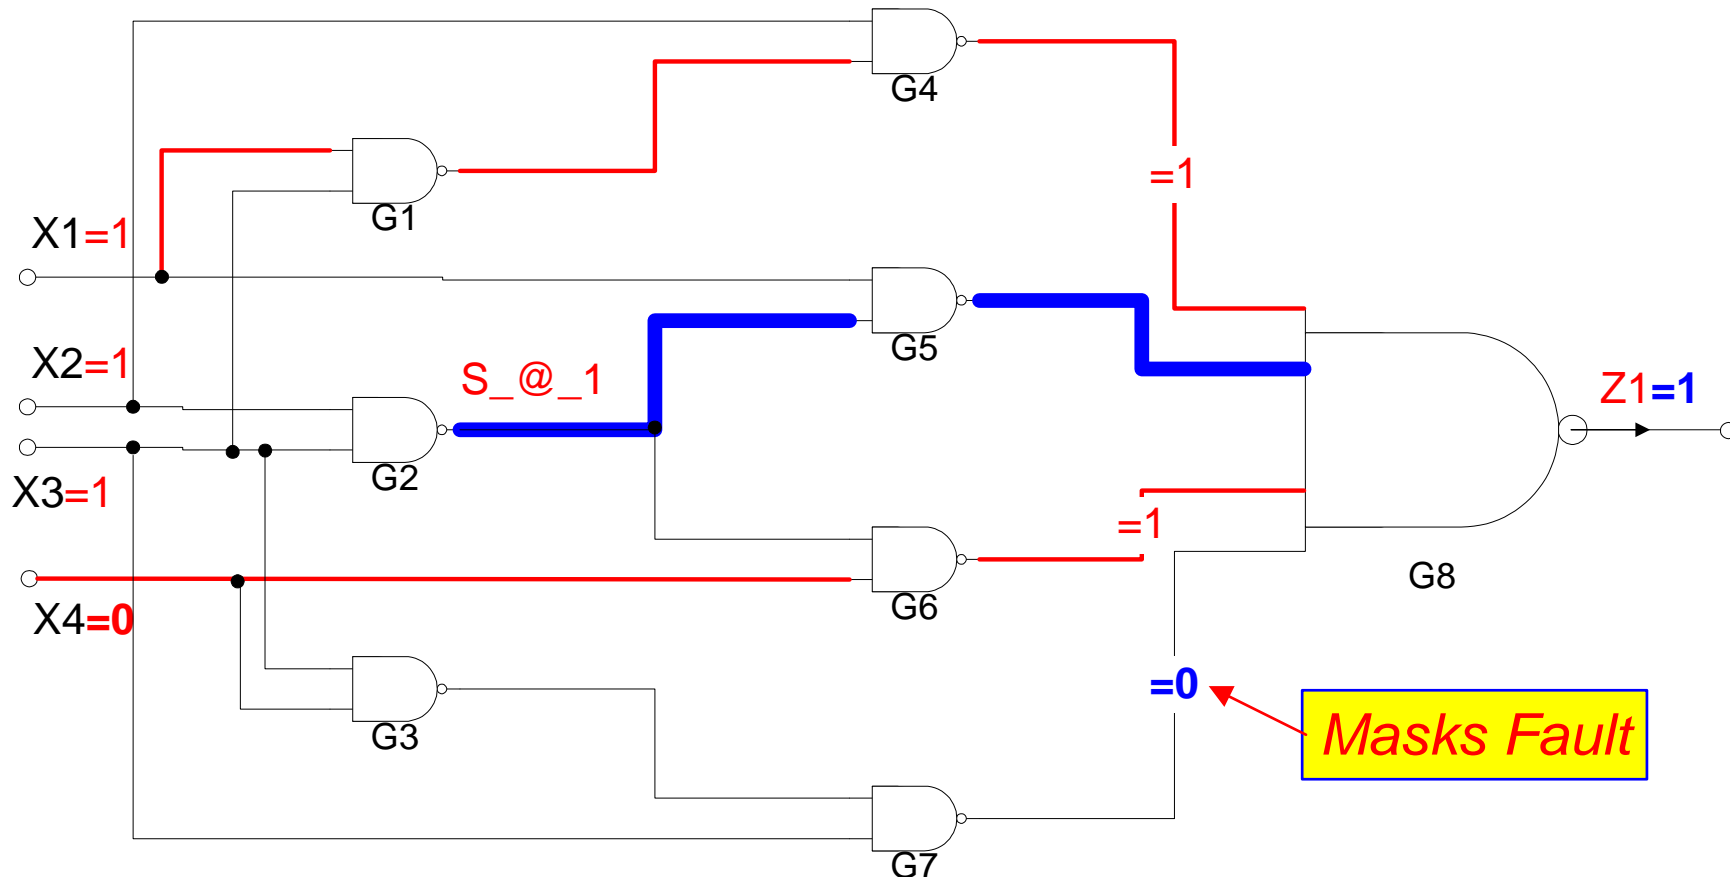 G4
=1
G1
X1=1
G5
X2=1
S_@_1
Z1=1
G2
X3=1
=1
G8
G6
X4=0
=0
Masks Fault
G3
G7